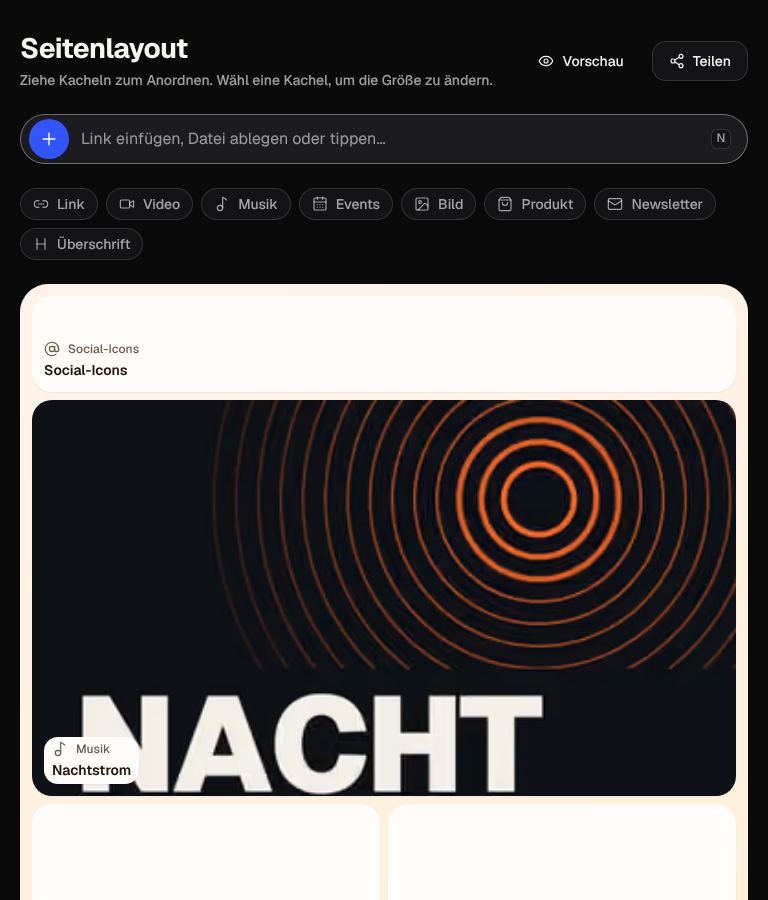 Seitenlayout
Ziehe Kacheln zum Anordnen. Wähl eine Kachel, um die Größe zu ändern.
Vorschau
Teilen
Link einfügen, Datei ablegen oder tippen…
N
Link
Video
Musik
Events
Bild
Produkt
Newsletter
Überschrift
Social-Icons
Social-Icons
NACHT
Musik
Nachtstrom